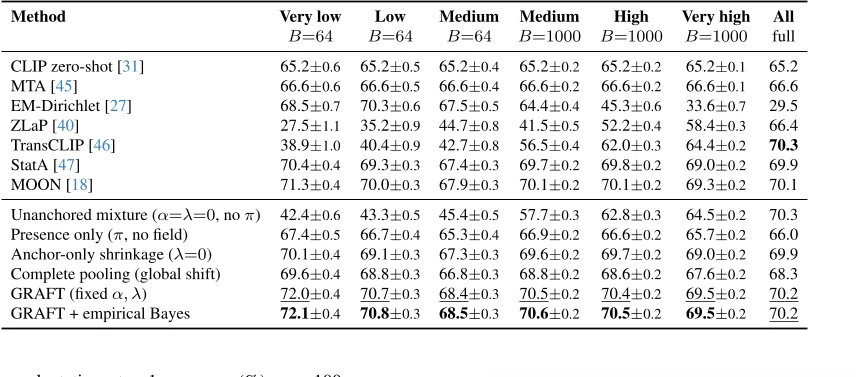 Method Very low Low Medium Medium High Very high All
B=64 B=64 B=64 B=1000 B=1000 B=1000 full
CLIP zero-shot [31] 65.2±0.6 65.2±0.5 65.2±0.4 65.2±0.2 65.2±0.2 65.2±0.1 65.2
MTA [45] 66.6±0.6 66.6±0.5 66.6±0.4 66.6±0.2 66.6±0.2 66.6±0.1 66.6
EM-Dirichlet [27] 68.5±0.7 70.3±0.6 67.5±0.5 64.4±0.4 45.3±0.6 33.6±0.7 29.5
ZLaP [40] 27.5±1.1 35.2±0.9 44.7±0.8 41.5±0.5 52.2±0.4 58.4±0.3 66.4
TransCLIP [46] 38.9±1.0 40.4±0.9 42.7±0.8 56.5±0.4 62.0±0.3 64.4±0.2 70.3
StatA [47] 70.4±0.4 69.3±0.3 67.4±0.3 69.7±0.2 69.8±0.2 69.0±0.2 69.9
MOON [18] 71.3±0.4 70.0±0.3 67.9±0.3 70.1±0.2 70.1±0.2 69.3±0.2 70.1
Unanchored mixture (α=λ=0, no π) 42.4±0.6 43.3±0.5 45.4±0.5 57.7±0.3 62.8±0.3 64.5±0.2 70.3
Presence only (π, no field) 67.4±0.5 66.7±0.4 65.3±0.4 66.9±0.2 66.6±0.2 65.7±0.2 66.0
Anchor-only shrinkage (λ=0) 70.1±0.4 69.1±0.3 67.3±0.3 69.6±0.2 69.7±0.2 69.0±0.2 69.9
Complete pooling (global shift) 69.6±0.4 68.8±0.3 66.8±0.3 68.8±0.2 68.6±0.2 67.6±0.2 68.3
GRAFT (fixed α, λ) 72.0±0.4 70.7±0.3 68.4±0.3 70.5±0.2 70.4±0.2 69.5±0.2 70.2
GRAFT + empirical Bayes 72.1±0.4 70.8±0.3 68.5±0.3 70.6±0.2 70.5±0.2 69.5±0.2 70.2